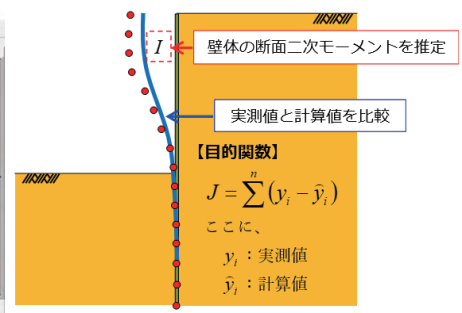 I
壁体の断面二次モーメントを推定
実測値と計算値を比較
【目的関数】
J = \sum^{n} (y_i − ŷ_i)
ここに、
y_i：実測値
ŷ_i：計算値